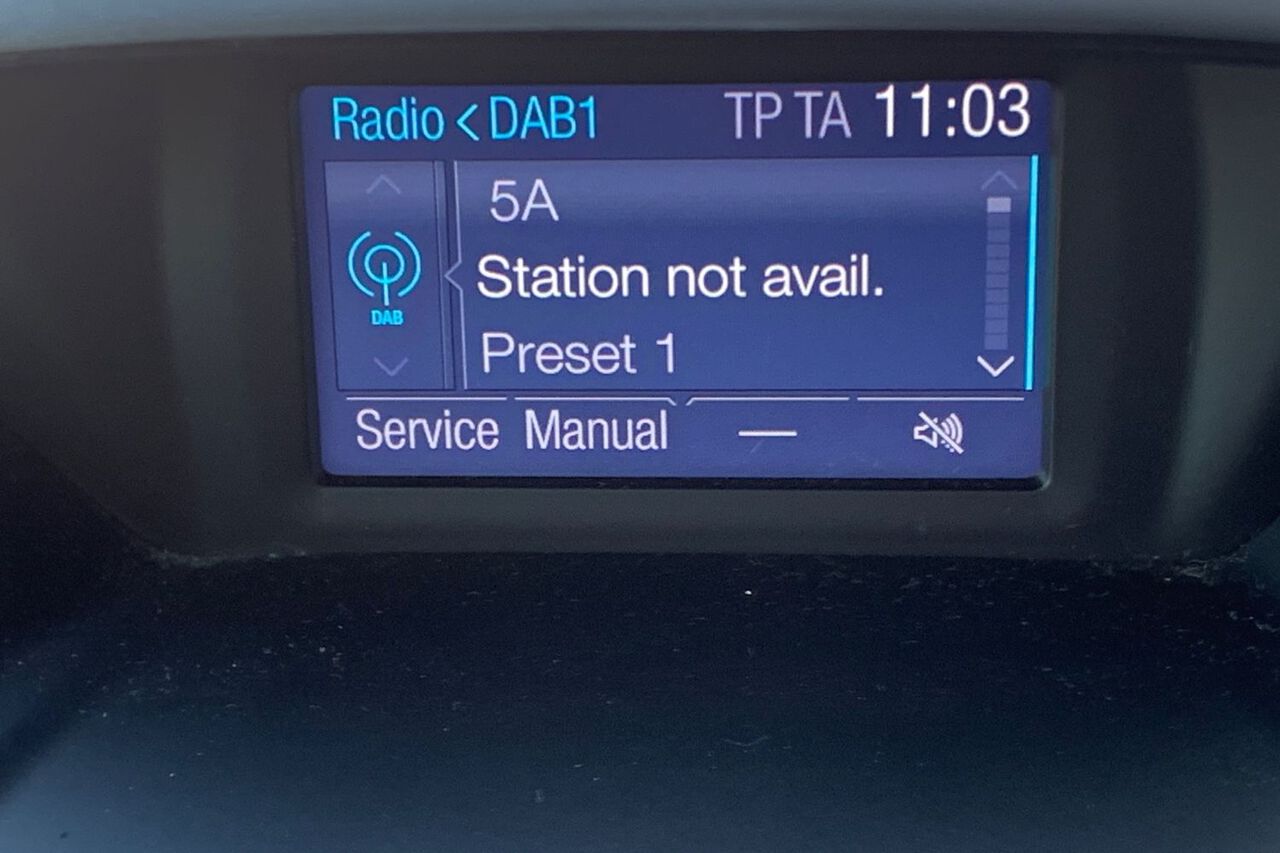 Radio < DAB1 TP TA 11:03
5A
DAB
Station not avail.
Preset 1
Service Manual —